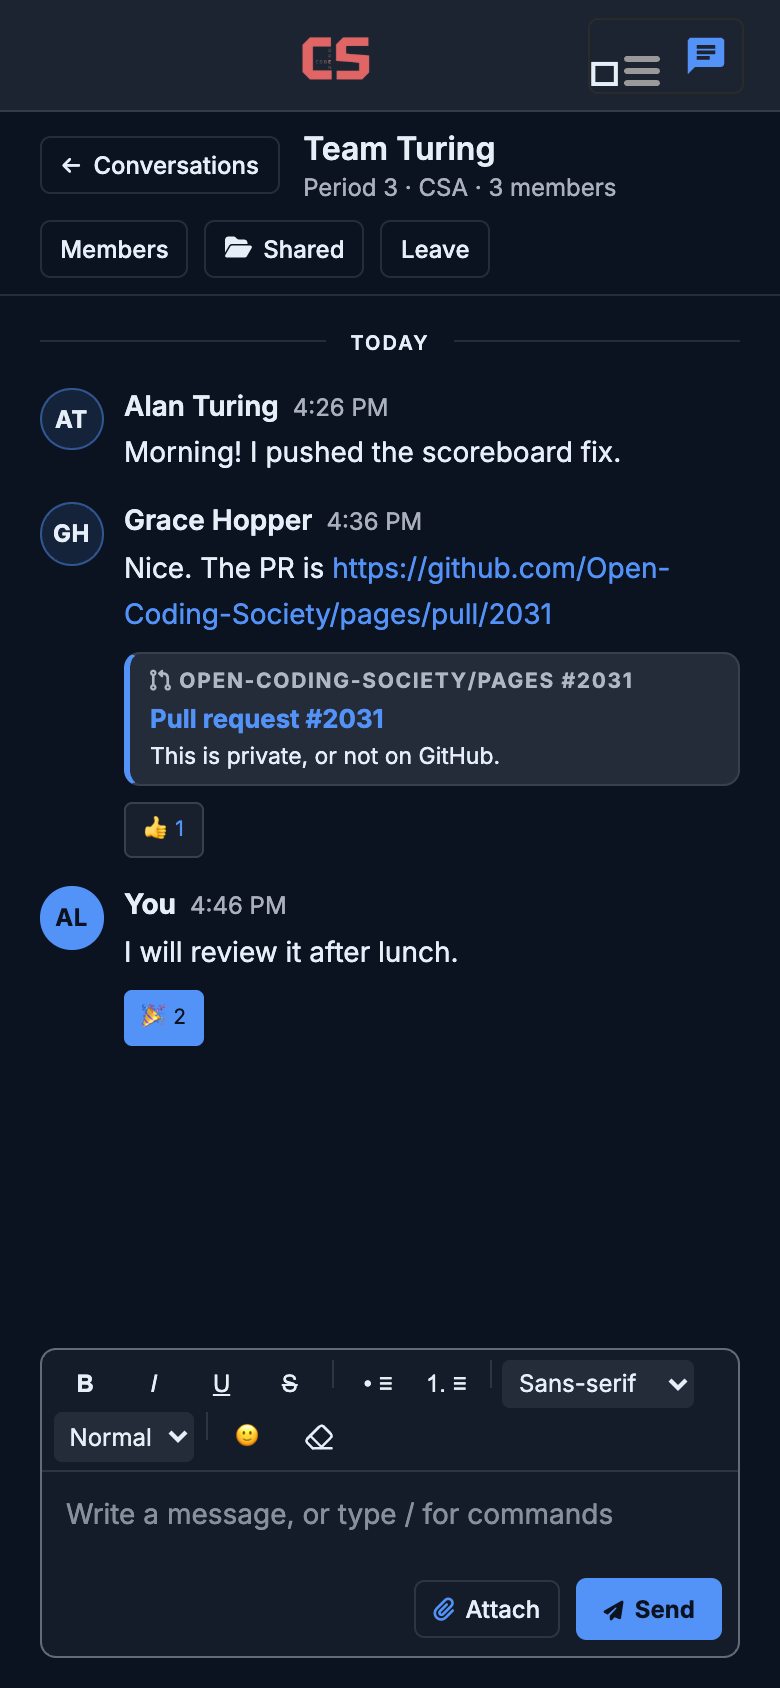 CS
← Conversations
Team Turing
Period 3 · CSA · 3 members
Members
Shared
Leave
TODAY
AT
Alan Turing 4:26 PM
Morning! I pushed the scoreboard fix.
GH
Grace Hopper 4:36 PM
Nice. The PR is https://github.com/Open-
Coding-Society/pages/pull/2031
OPEN-CODING-SOCIETY/PAGES #2031
Pull request #2031
This is private, or not on GitHub.
👍 1
AL
You 4:46 PM
I will review it after lunch.
🎉 2
B I U S • ≡ 1. ≡ Sans-serif
Normal 🙂
Write a message, or type / for commands
Attach
Send